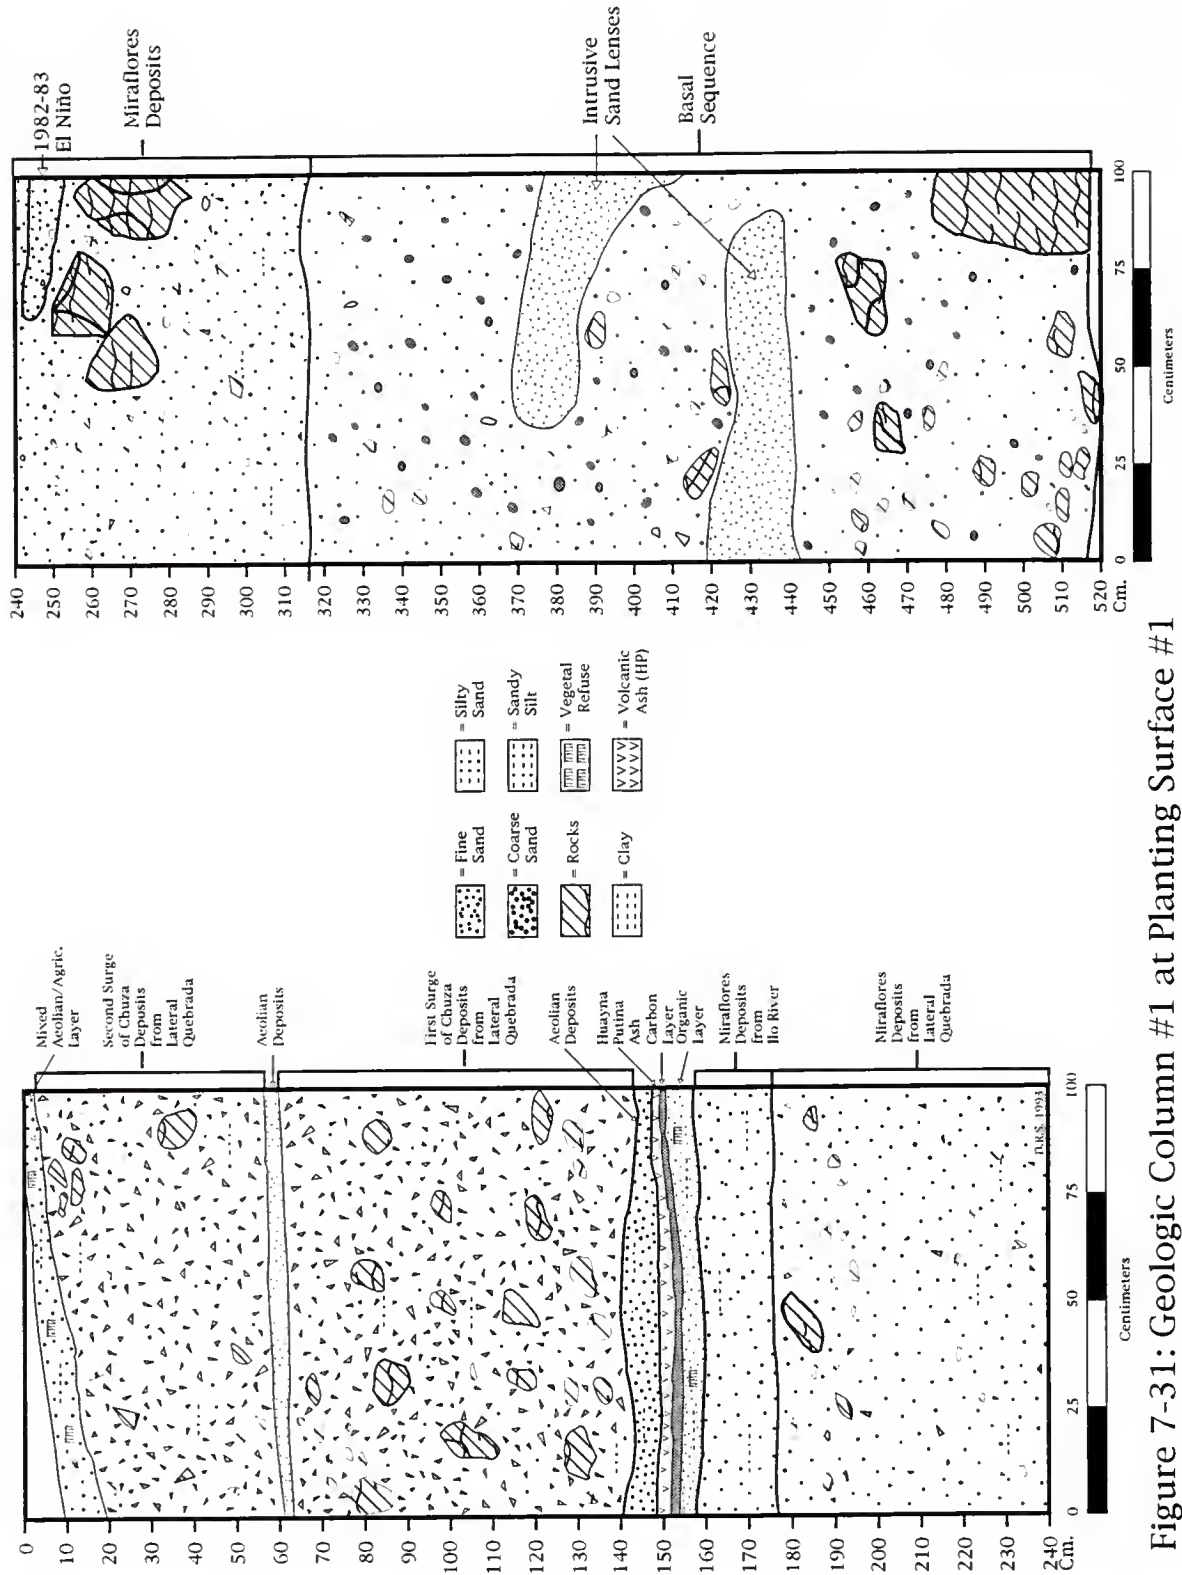 Mixed
Aeolian/Agric.
Layer
Second Surge
of Chuza
Deposits
from
Lateral
Quebrada
Aeolian
Deposits
First Surge
of Chuza
Deposits
from
Lateral
Quebrada
Aeolian
Deposits
Huayna
Putina
Ash
Carbon
Layer
Organic
Layer
Miraflores
Deposits
from
Ilo River
Miraflores
Deposits
from
Lateral
Quebrada
0
10
20
30
40
50
60
70
80
90
100
110
120
130
140
150
160
170
180
190
200
210
220
230
240
Cm.
D.R.S. 1993
0
25
50
75
100
Centimeters
= Fine
Sand
= Coarse
Sand
= Rocks
= Clay
= Silty
Sand
= Sandy
Silt
= Vegetal
Refuse
= Volcanic
Ash (HP)
240
250
260
270
280
290
300
310
320
330
340
350
360
370
380
390
400
410
420
430
440
450
460
470
480
490
500
510
520
Cm.
1982-83
El Niño
Miraflores
Deposits
Intrusive
Sand Lenses
Basal
Sequence
0
25
50
75
100
Centimeters
Figure 7-31: Geologic Column #1 at Planting Surface #1